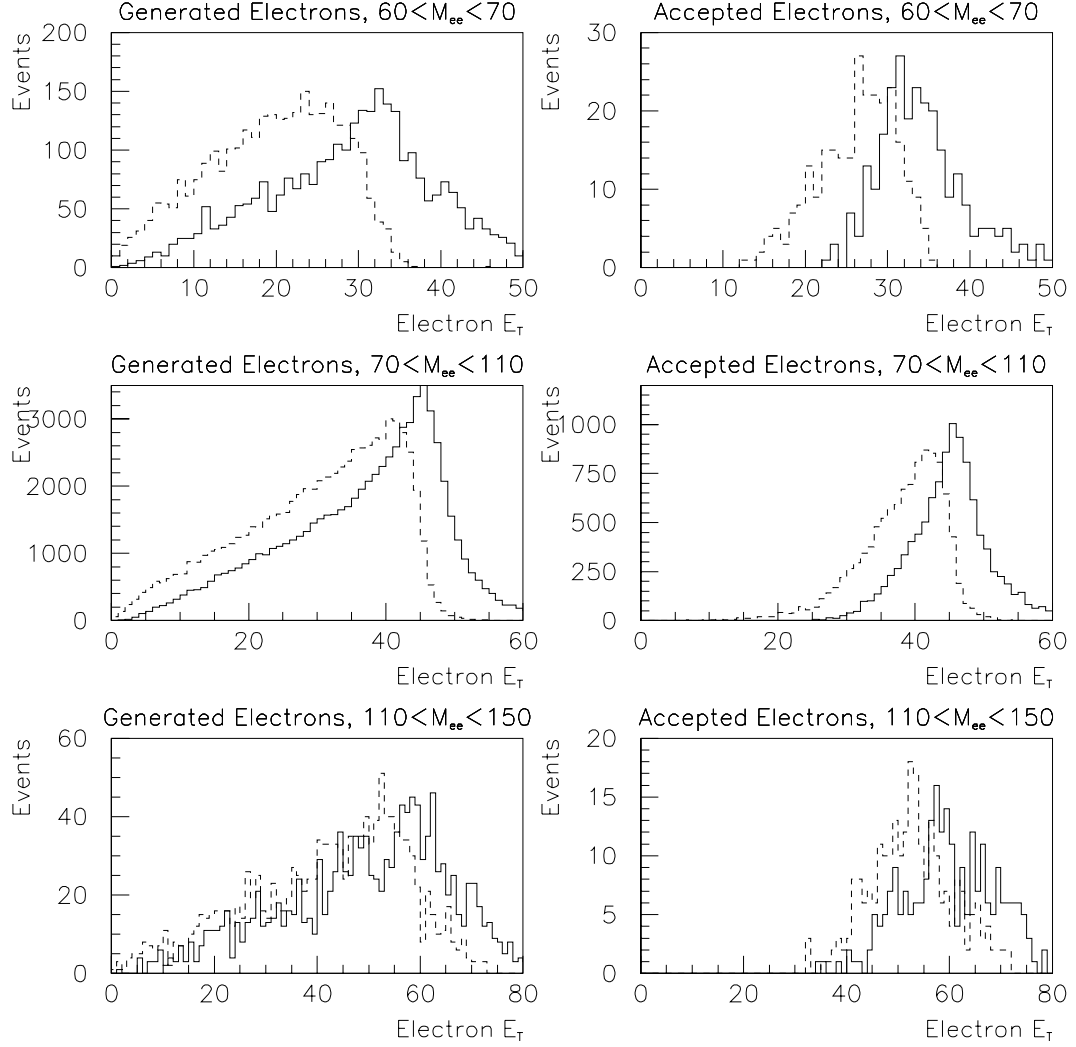 Generated Electrons, 60<M_ee<70
Events
200
150
100
50
0
0 10 20 30 40 50
Electron E_T
Accepted Electrons, 60<M_ee<70
Events
30
20
10
0
0 10 20 30 40 50
Electron E_T
Generated Electrons, 70<M_ee<110
Events
3000
2000
1000
0
0 20 40 60
Electron E_T
Accepted Electrons, 70<M_ee<110
Events
1000
750
500
250
0
0 20 40 60
Electron E_T
Generated Electrons, 110<M_ee<150
Events
60
40
20
0
0 20 40 60 80
Electron E_T
Accepted Electrons, 110<M_ee<150
Events
20
15
10
5
0
0 20 40 60 80
Electron E_T